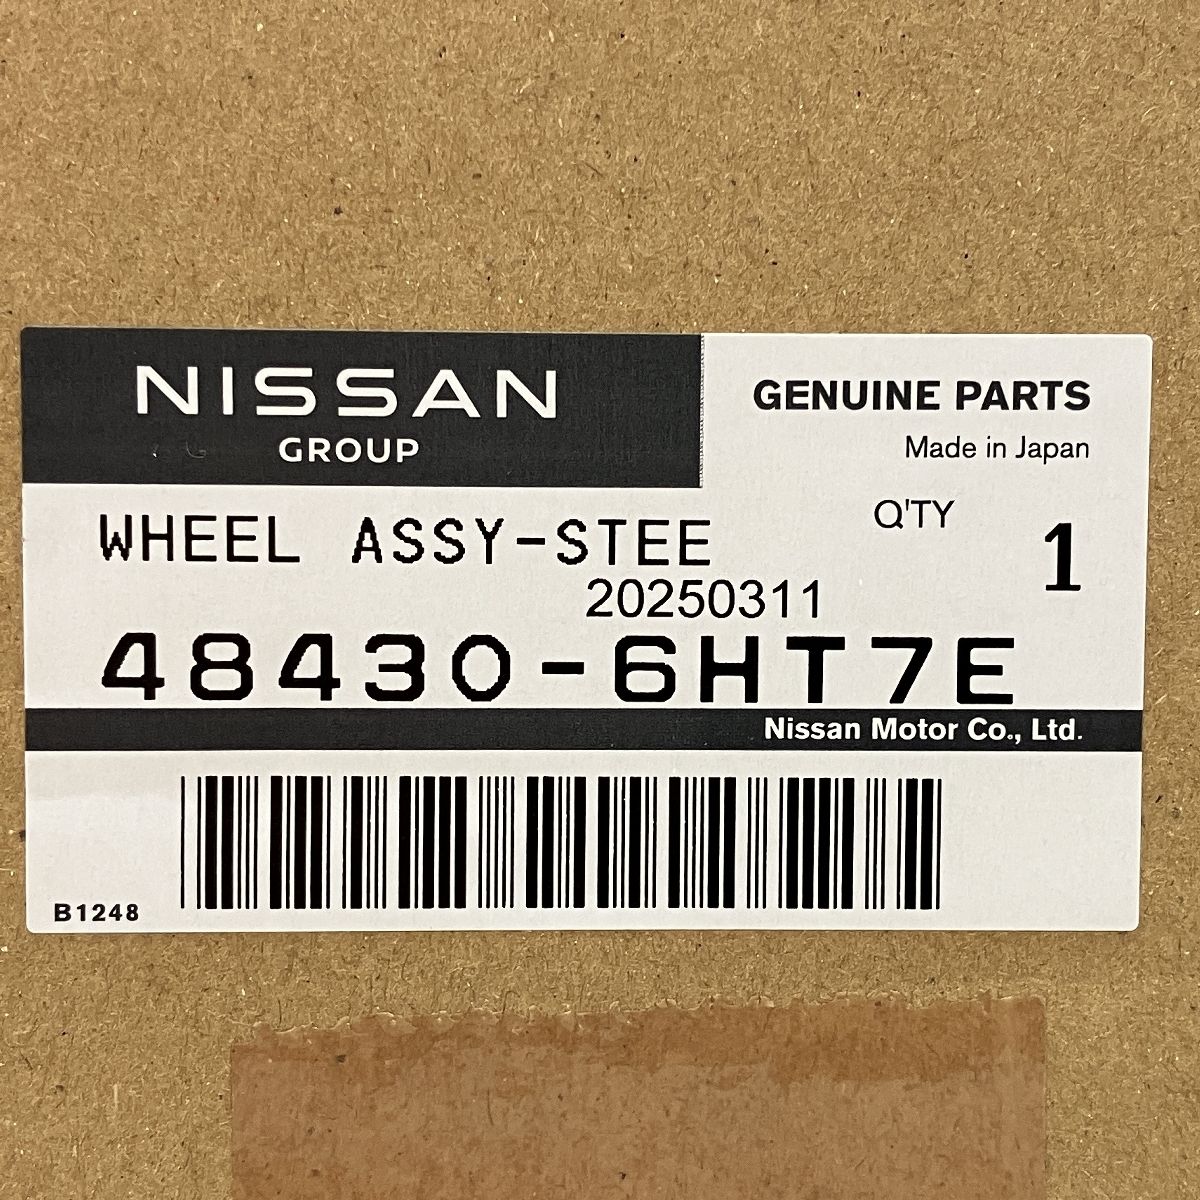 NISSAN
GROUP
GENUINE PARTS
Made in Japan
WHEEL ASSY-STEE
Q'TY 1
20250311
48430-6HT7E
Nissan Motor Co., Ltd.
B1248